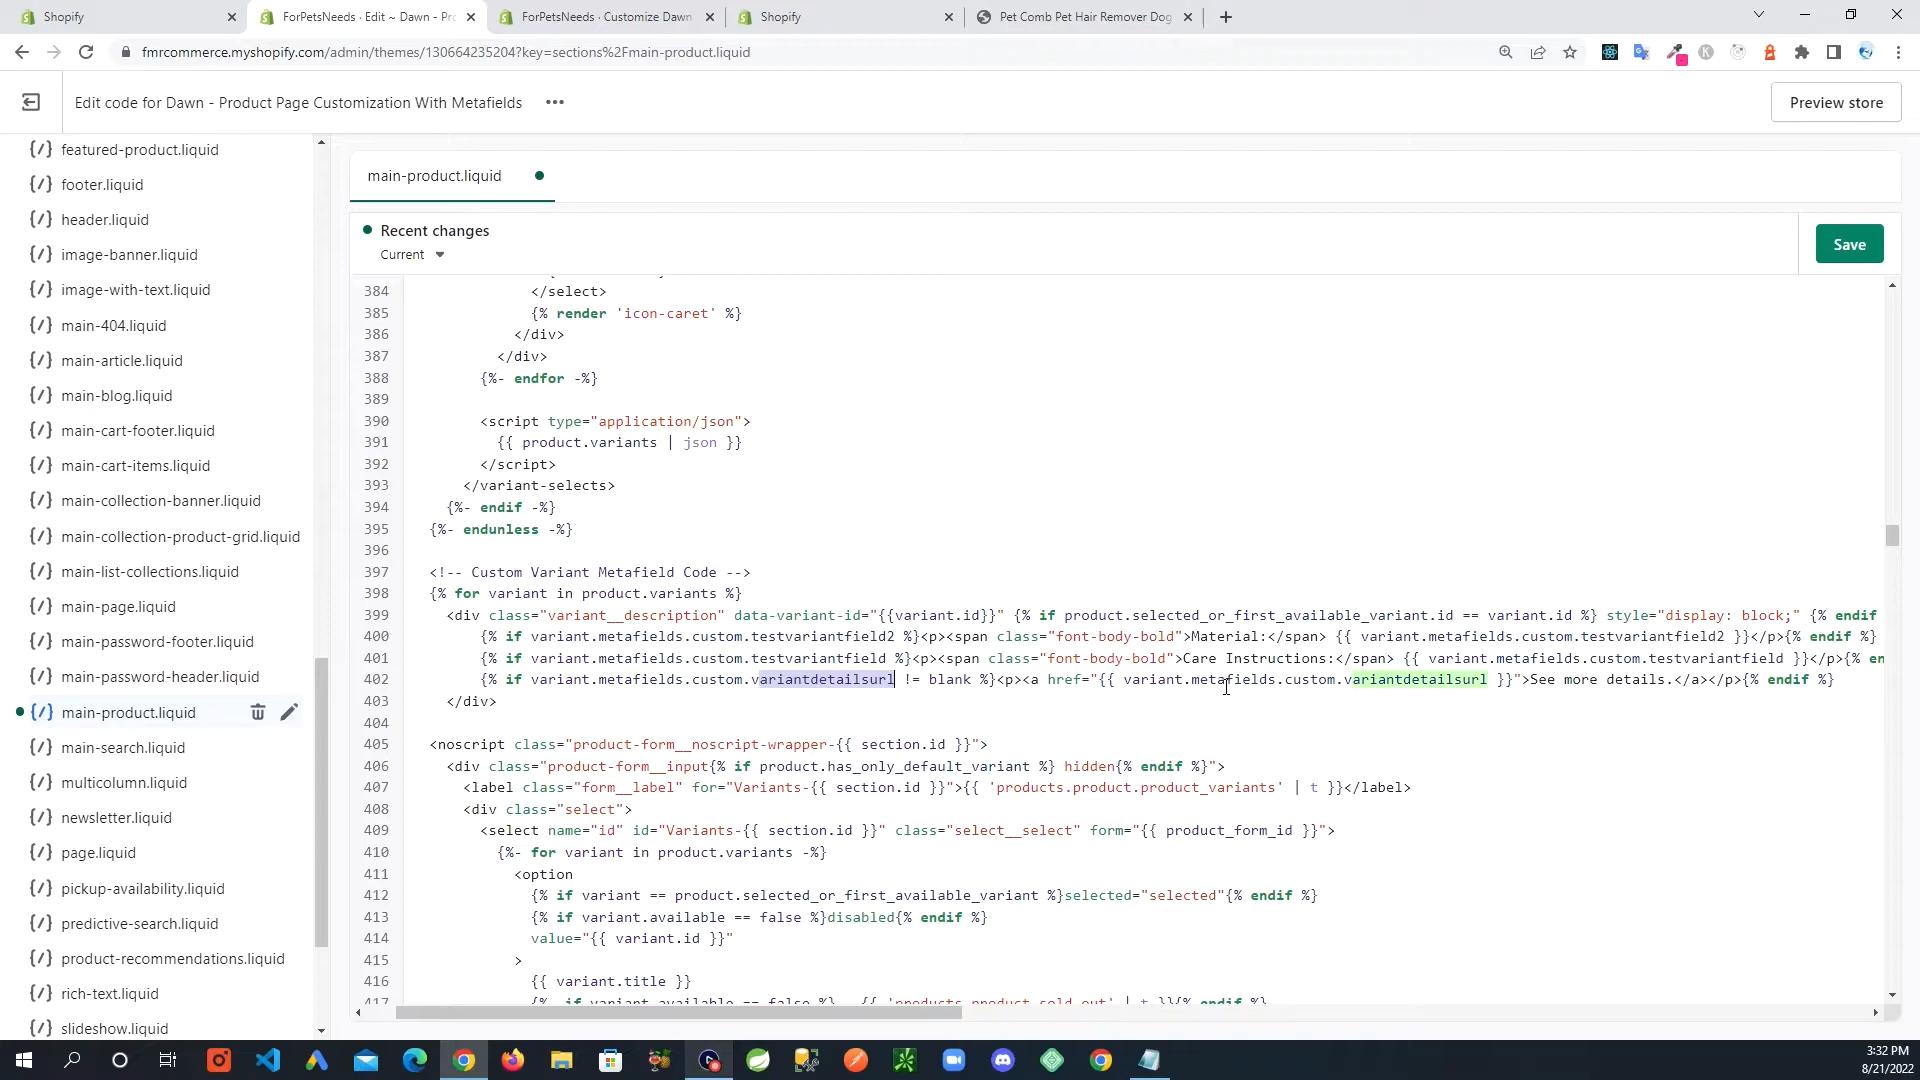 Shopify
ForPetsNeeds · Edit ~ Dawn - Pro
ForPetsNeeds · Customize Dawn
Shopify
Pet Comb Pet Hair Remover Dog
fmrcommerce.myshopify.com/admin/themes/130664235204?key=sections%2Fmain-product.liquid
Edit code for Dawn - Product Page Customization With Metafields
Preview store
{/} featured-product.liquid
{/} footer.liquid
{/} header.liquid
{/} image-banner.liquid
{/} image-with-text.liquid
{/} main-404.liquid
{/} main-article.liquid
{/} main-blog.liquid
{/} main-cart-footer.liquid
{/} main-cart-items.liquid
{/} main-collection-banner.liquid
{/} main-collection-product-grid.liquid
{/} main-list-collections.liquid
{/} main-page.liquid
{/} main-password-footer.liquid
{/} main-password-header.liquid
{/} main-product.liquid
{/} main-search.liquid
{/} multicolumn.liquid
{/} newsletter.liquid
{/} page.liquid
{/} pickup-availability.liquid
{/} predictive-search.liquid
{/} product-recommendations.liquid
{/} rich-text.liquid
{/} slideshow.liquid
main-product.liquid
Recent changes
Current
Save
384 </select>
385 {% render 'icon-caret' %}
386 </div>
387 </div>
388 {%- endfor -%}
389
390 <script type="application/json">
391 {{ product.variants | json }}
392 </script>
393 </variant-selects>
394 {%- endif -%}
395 {%- endunless -%}
396
397 <!-- Custom Variant Metafield Code -->
398 {% for variant in product.variants %}
399 <div class="variant__description" data-variant-id="{{variant.id}}" {% if product.selected_or_first_available_variant.id == variant.id %} style="display: block;" {% endif
400 {% if variant.metafields.custom.testvariantfield2 %}<p><span class="font-body-bold">Material:</span> {{ variant.metafields.custom.testvariantfield2 }}</p>{% endif %}
401 {% if variant.metafields.custom.testvariantfield %}<p><span class="font-body-bold">Care Instructions:</span> {{ variant.metafields.custom.testvariantfield }}</p>{% en
402 {% if variant.metafields.custom.variantdetailsurl != blank %}<p><a href="{{ variant.metafields.custom.variantdetailsurl }}">See more details.</a></p>{% endif %}
403 </div>
404
405 <noscript class="product-form__noscript-wrapper-{{ section.id }}">
406 <div class="product-form__input{% if product.has_only_default_variant %} hidden{% endif %}">
407 <label class="form__label" for="Variants-{{ section.id }}">{{ 'products.product.product_variants' | t }}</label>
408 <div class="select">
409 <select name="id" id="Variants-{{ section.id }}" class="select__select" form="{{ product_form_id }}">
410 {%- for variant in product.variants -%}
411 <option
412 {% if variant == product.selected_or_first_available_variant %}selected="selected"{% endif %}
413 {% if variant.available == false %}disabled{% endif %}
414 value="{{ variant.id }}"
415 >
416 {{ variant.title }}
417 {% if variant.available == false %} {{ 'products.product.sold_out' | t }}{% endif %}
3:32 PM
8/21/2022